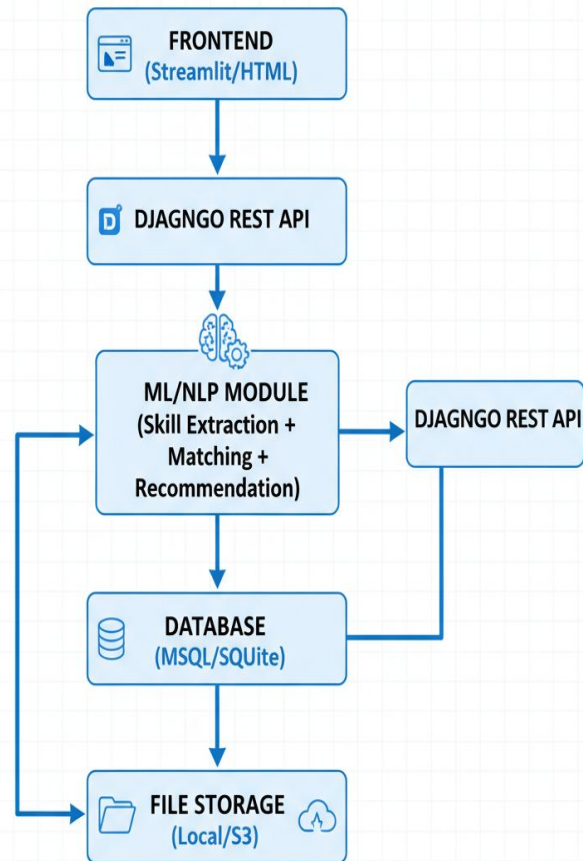 FRONTEND
(Streamlit/HTML)
D
DJAGNGO REST API
ML/NLP MODULE
(Skill Extraction +
Matching +
Recommendation)
DJAGNGO REST API
DATABASE
(MSQL/SQUite)
FILE STORAGE
(Local/S3)